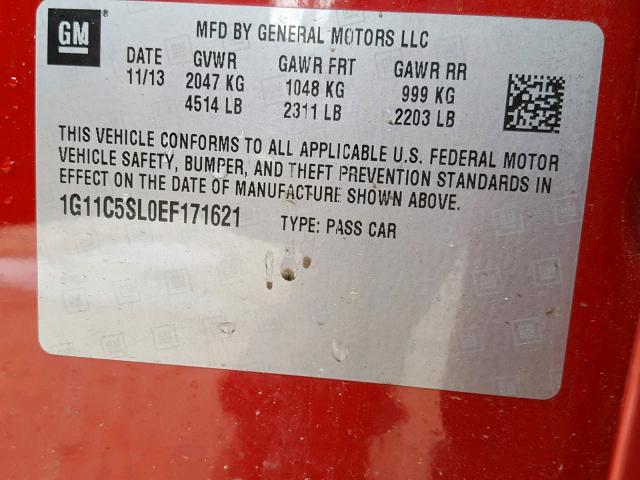 GM
MFD BY GENERAL MOTORS LLC
DATE GVWR GAWR FRT GAWR RR
11/13 2047 KG 1048 KG 999 KG
4514 LB 2311 LB 2203 LB
THIS VEHICLE CONFORMS TO ALL APPLICABLE U.S. FEDERAL MOTOR
VEHICLE SAFETY, BUMPER, AND THEFT PREVENTION STANDARDS IN
EFFECT ON THE DATE OF MANUFACTURE SHOWN ABOVE.
1G11C5SL0EF171621 TYPE: PASS CAR